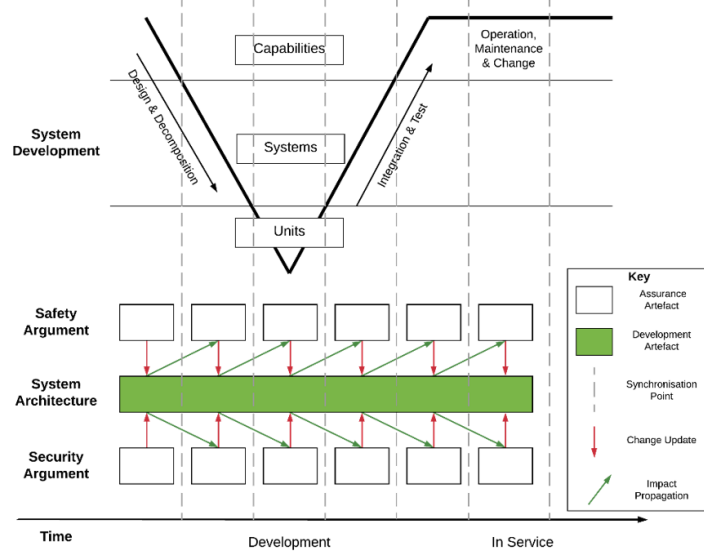 Capabilities
Operation,
Maintenance
& Change
Design & Decomposition
System
Development
Systems
Integration & Test
Units
Key
Assurance
Artefact
Development
Artefact
Synchronisation
Point
Change Update
Impact
Propagation
Safety
Argument
System
Architecture
Security
Argument
Time
Development
In Service